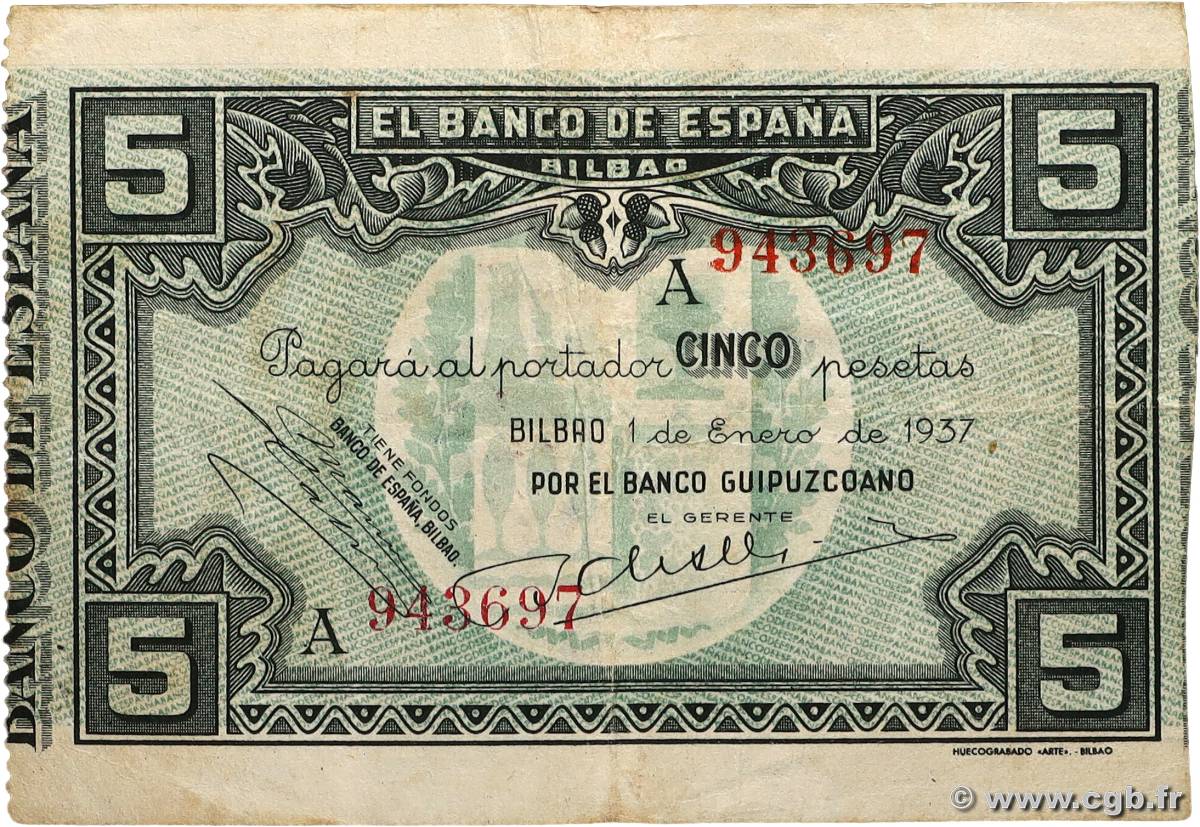 BANCO DE ESPAÑA
5
5
EL BANCO DE ESPAÑA
BILBAO
A 943697
Pagará al portador CINCO pesetas
BILBAO 1 de Enero de 1937
TIENE FONDOS
BANCO DE ESPAÑA, BILBAO.
POR EL BANCO GUIPUZCOANO
EL GERENTE
A 943697
5
5
HUECOGRABADO «ARTE». - BILBAO
© www.cgb.fr